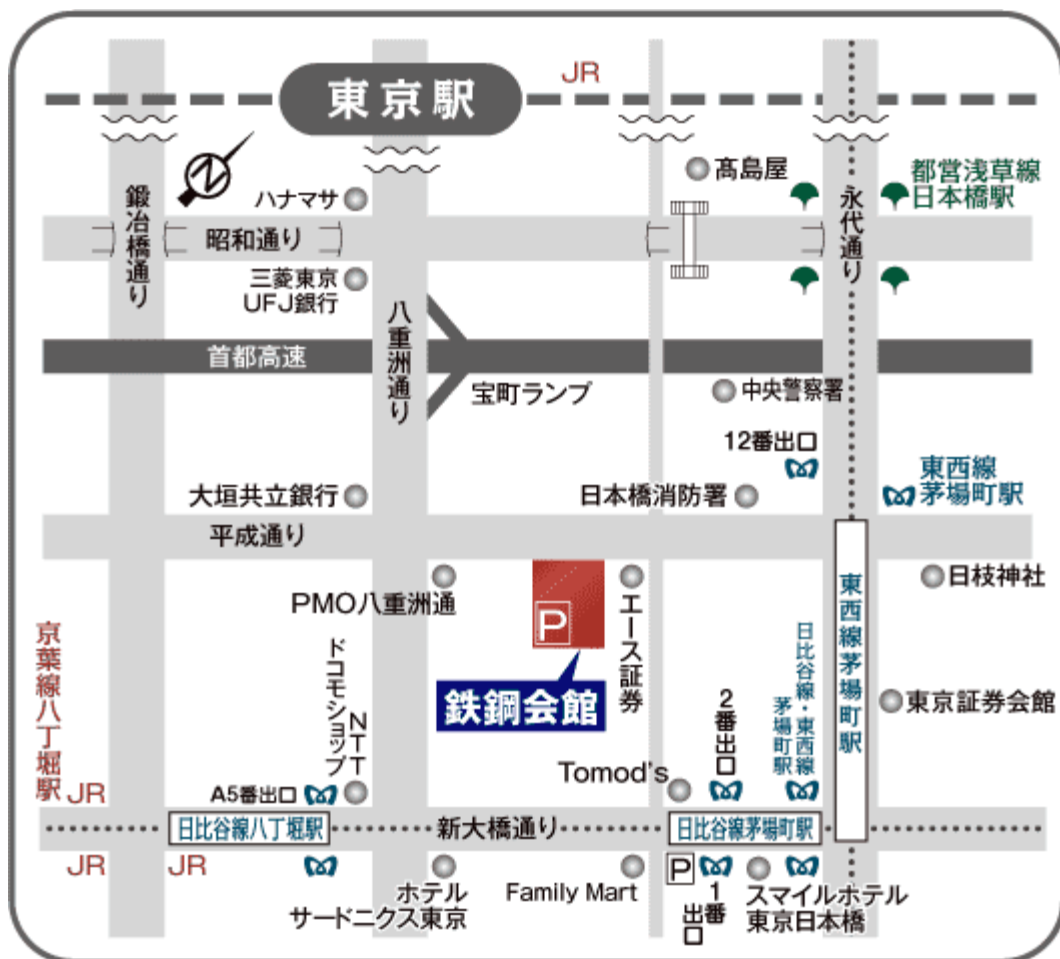 JR
東京駅
N
髙島屋
都営浅草線
日本橋駅
ハナマサ
鍛冶橋通り
昭和通り
永代通り
三菱東京
UFJ銀行
八重洲通り
首都高速
宝町ランプ
中央警察署
12番出口
東西線
茅場町駅
大垣共立銀行
日本橋消防署
平成通り
PMO八重洲通
P
エース証券
日枝神社
東西線茅場町駅
京葉線八丁堀駅
NTT
ドコモショップ
鉄鋼会館
2番出口
日比谷線・東西線
茅場町駅
東京証券会館
Tomod's
JR
A5番出口
日比谷線八丁堀駅
新大橋通り
日比谷線茅場町駅
JR
JR
ホテル
サードニクス東京
Family Mart
P
1番
出口
スマイルホテル
東京日本橋